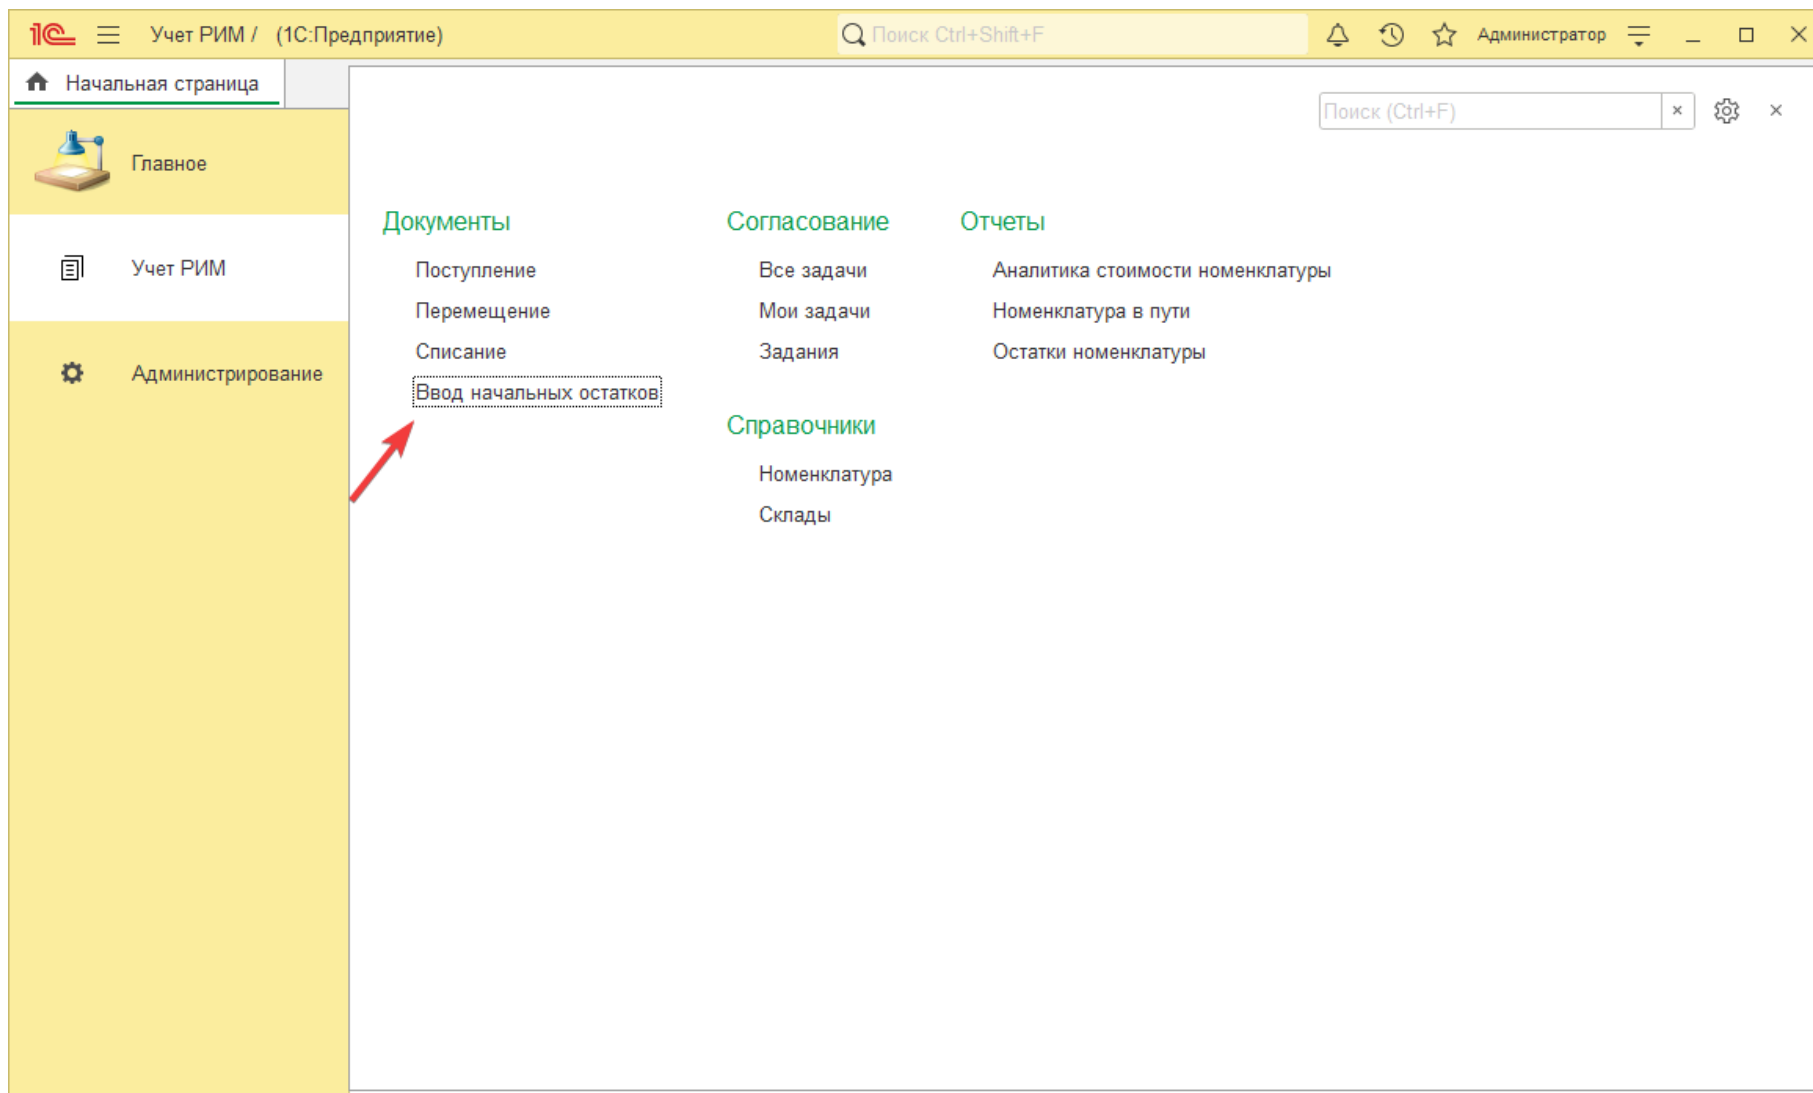 1С Учет РИМ / (1С:Предприятие) Поиск Ctrl+Shift+F Администратор
Начальная страница
Поиск (Ctrl+F)
Главное
Учет РИМ
Администрирование
Документы
Поступление
Перемещение
Списание
Ввод начальных остатков
Согласование
Все задачи
Мои задачи
Задания
Справочники
Номенклатура
Склады
Отчеты
Аналитика стоимости номенклатуры
Номенклатура в пути
Остатки номенклатуры